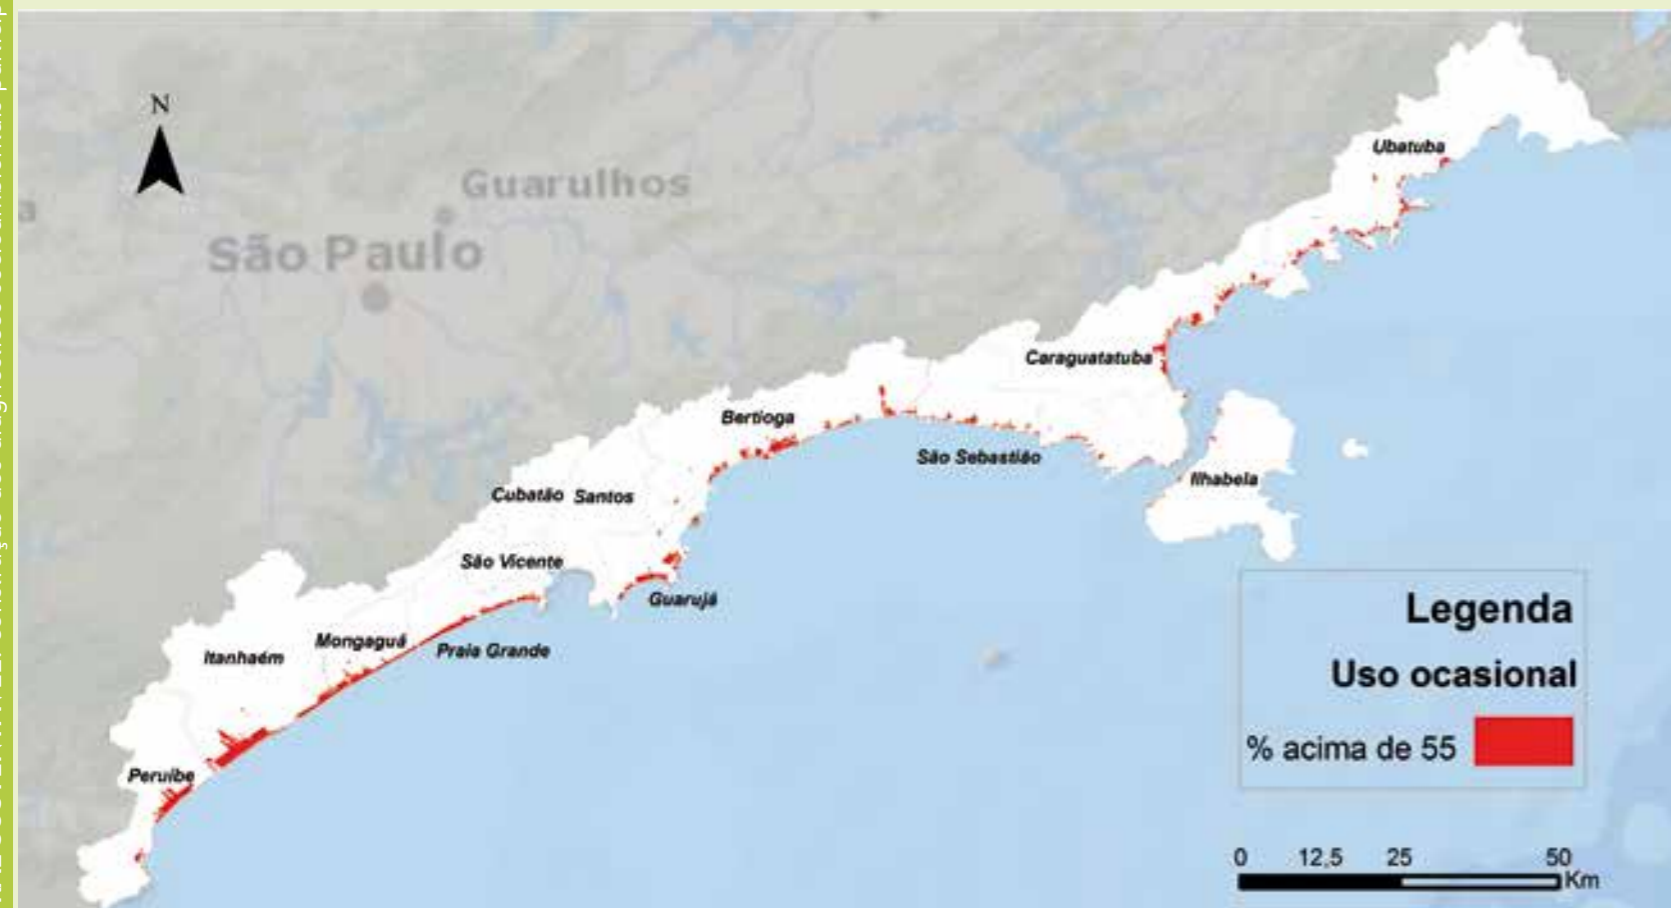 N
Guarulhos
São Paulo
Ubatuba
Caraguatatuba
Bertioga
São Sebastião
Ilhabela
Cubatão Santos
São Vicente
Guarujá
Mongaguá
Praia Grande
Itanhaém
Peruíbe
Legenda
Uso ocasional
% acima de 55
0 12,5 25 50
Km